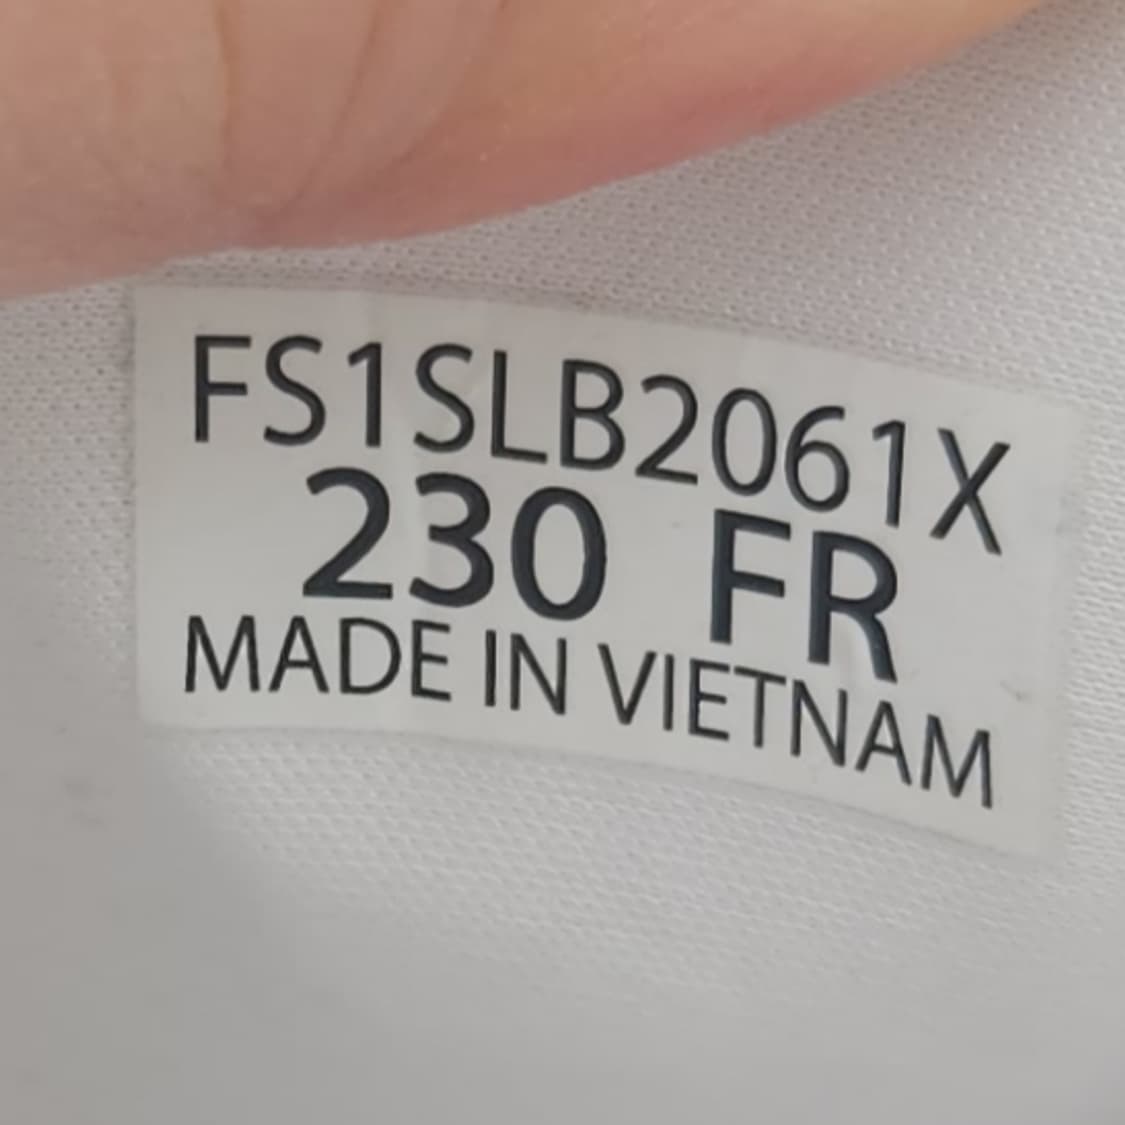 FS1SLB2061X
230 FR
MADE IN VIETNAM